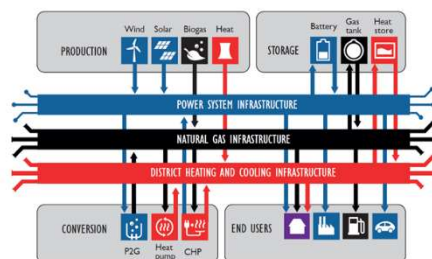 Wind Solar Biogas Heat
PRODUCTION
Battery Gas tank Heat store
STORAGE
POWER SYSTEM INFRASTRUCTURE
NATURAL GAS INFRASTRUCTURE
DISTRICT HEATING AND COOLING INFRASTRUCTURE
CONVERSION
P2G Heat pump CHP
END USERS